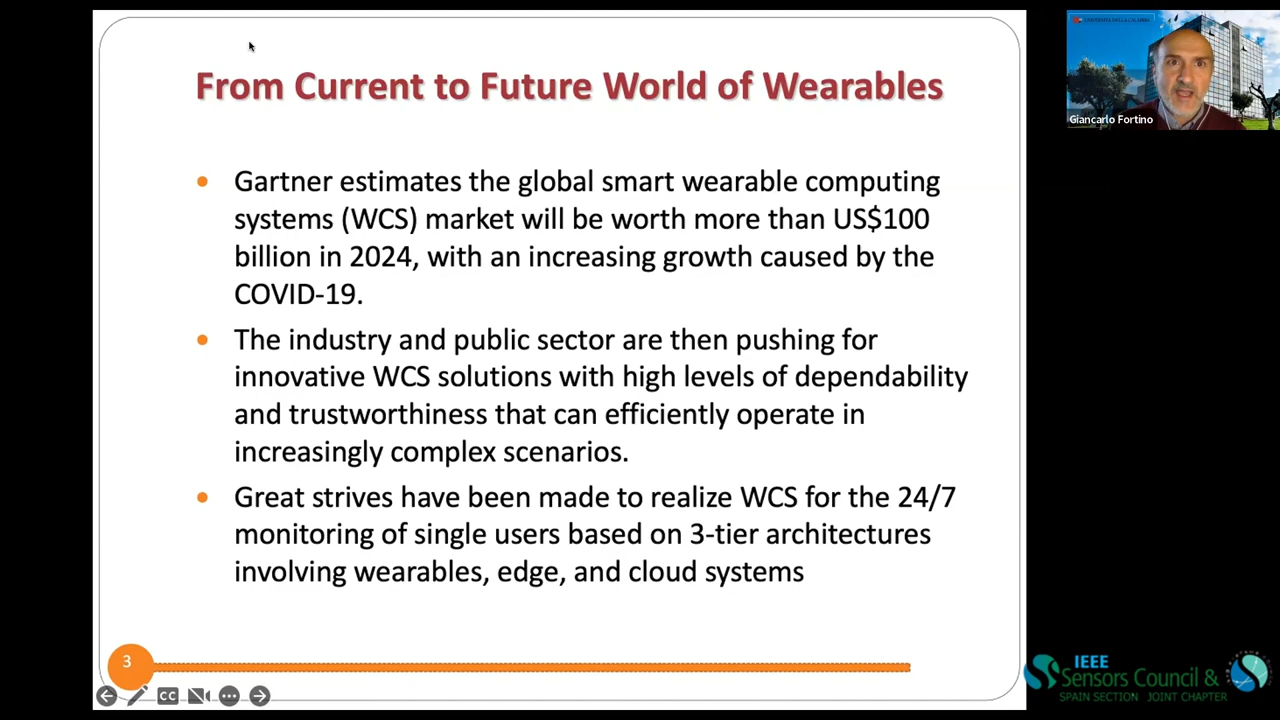 From Current to Future World of Wearables
Gartner estimates the global smart wearable computing
systems (WCS) market will be worth more than US$100
billion in 2024, with an increasing growth caused by the
COVID-19.
The industry and public sector are then pushing for
innovative WCS solutions with high levels of dependability
and trustworthiness that can efficiently operate in
increasingly complex scenarios.
Great strives have been made to realize WCS for the 24/7
monitoring of single users based on 3-tier architectures
involving wearables, edge, and cloud systems
3
CC
UNIVERSITÀ DELLA CALABRIA
Giancarlo Fortino
IEEE
Sensors Council &
SPAIN SECTION JOINT CHAPTER